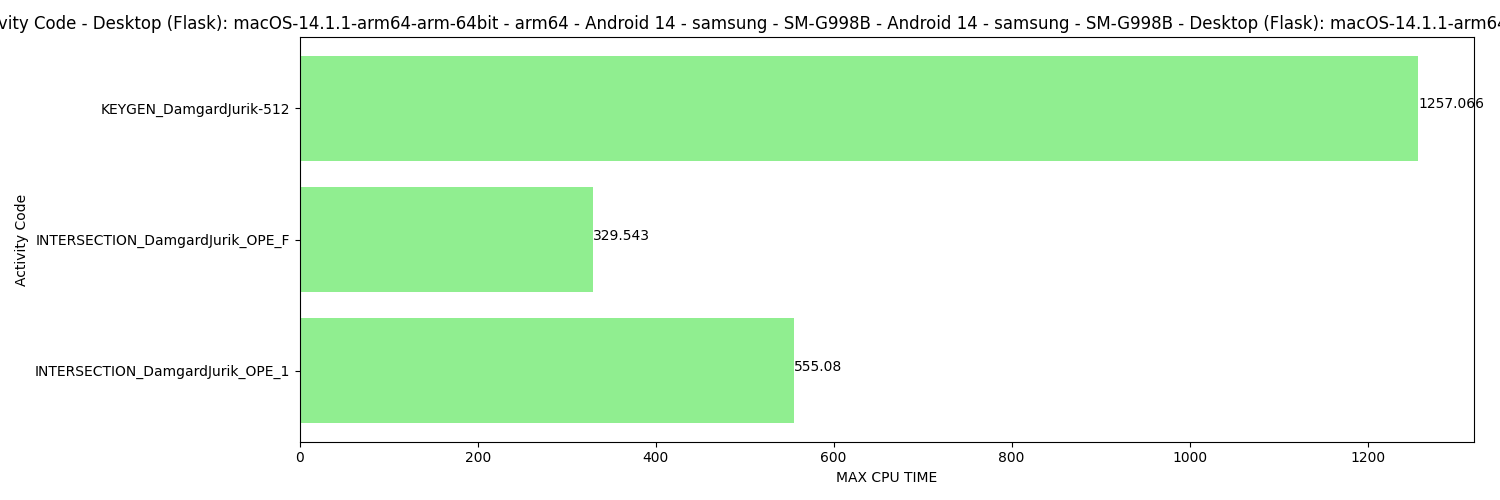 vity Code - Desktop (Flask): macOS-14.1.1-arm64-arm-64bit - arm64 - Android 14 - samsung - SM-G998B - Android 14 - samsung - SM-G998B - Desktop (Flask): macOS-14.1.1-arm64
KEYGEN_DamgardJurik-512
1257.066
INTERSECTION_DamgardJurik_OPE_F
329.543
INTERSECTION_DamgardJurik_OPE_1
555.08
Activity Code
0 200 400 600 800 1000 1200
MAX CPU TIME